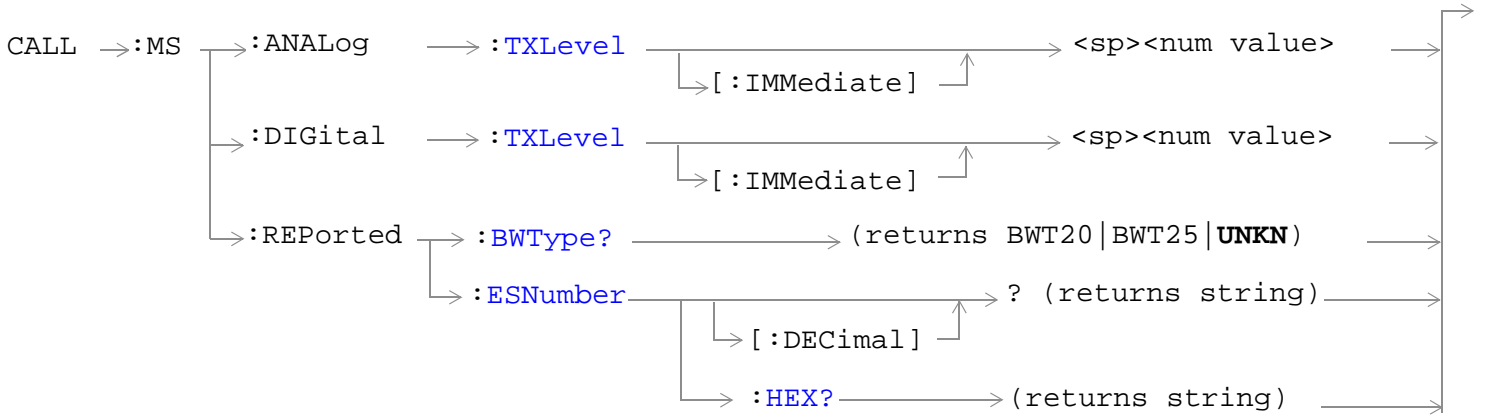 CALL :MS :ANALog :TXLevel <sp><num value>
[:IMMediate]
:DIGital :TXLevel <sp><num value>
[:IMMediate]
:REPorted :BWType? (returns BWT20|BWT25|UNKN)
:ESNumber ? (returns string)
[:DECimal]
:HEX? (returns string)